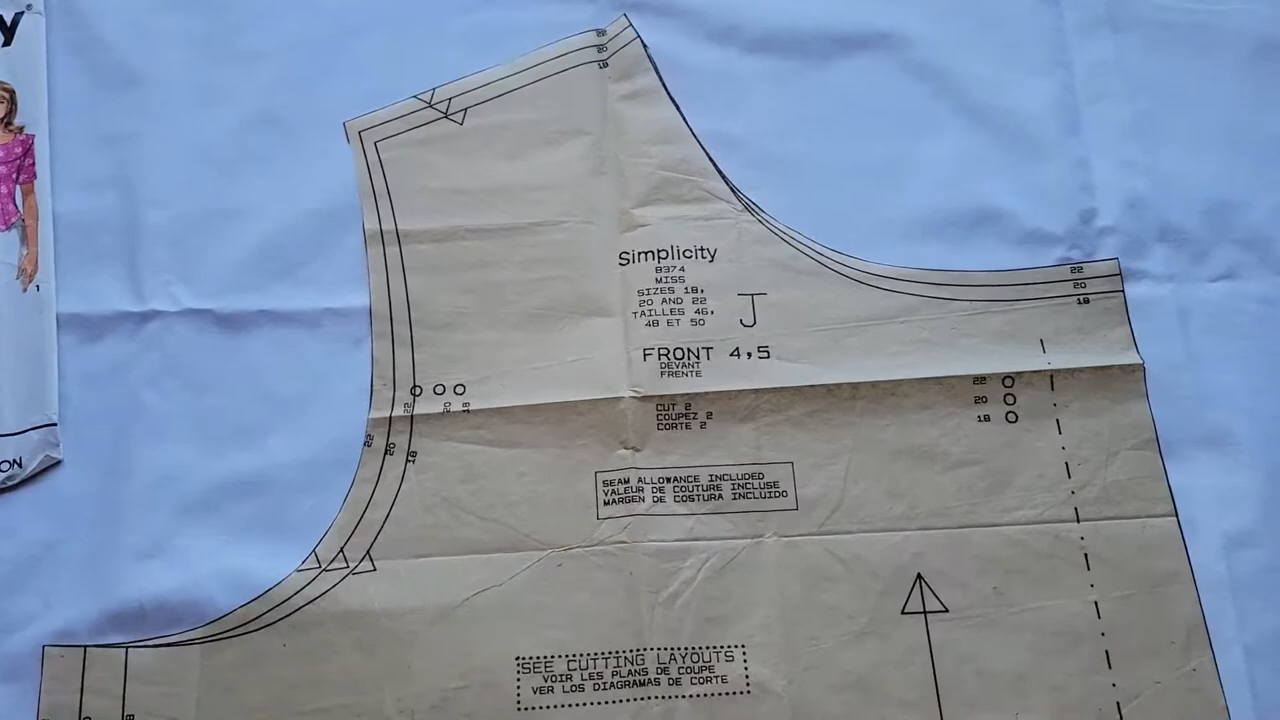 y®
1
ON
22
20
18
Simplicity
8374
MISS
SIZES 18,
20 AND 22
TAILLES 46,
48 ET 50
J
FRONT 4,5
DEVANT
FRENTE
CUT 2
COUPEZ 2
CORTE 2
22
20
18
22
20
18
22
20
18
22
20
18
SEAM ALLOWANCE INCLUDED
VALEUR DE COUTURE INCLUSE
MARGEN DE COSTURA INCLUIDO
SEE CUTTING LAYOUTS
VOIR LES PLANS DE COUPE
VER LOS DIAGRAMAS DE CORTE